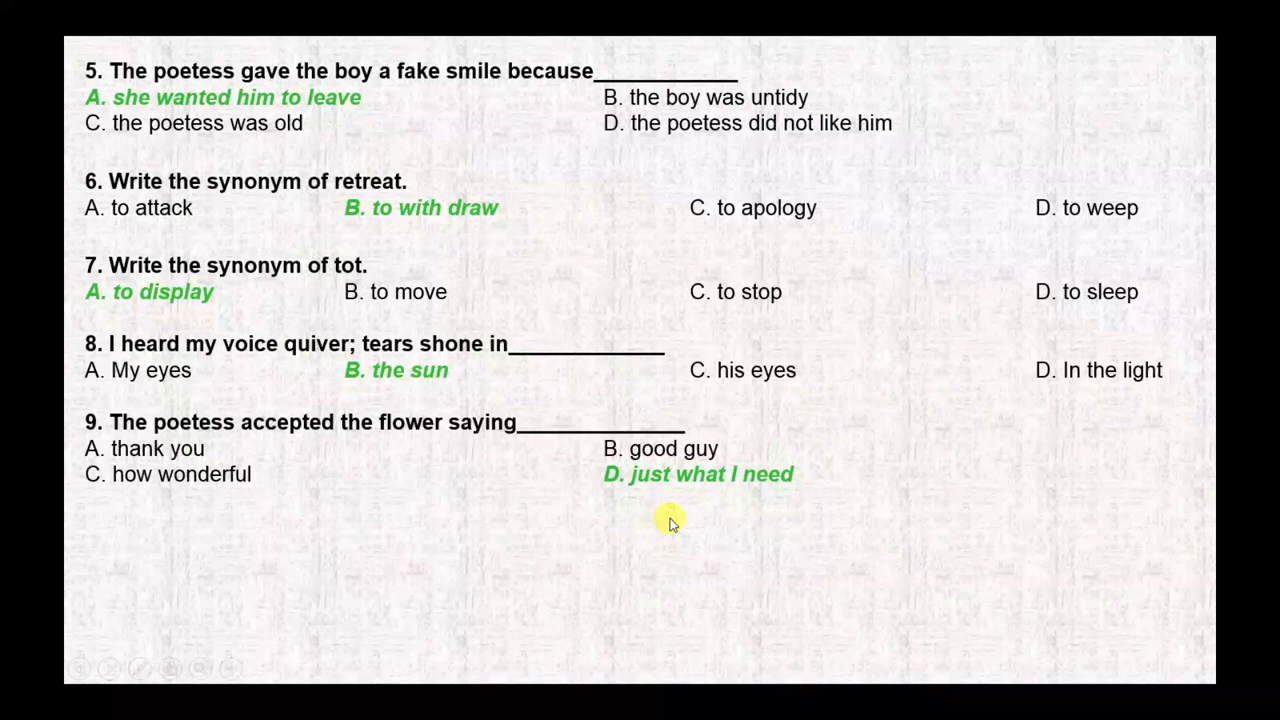 5. The poetess gave the boy a fake smile because____________
A. she wanted him to leave B. the boy was untidy
C. the poetess was old D. the poetess did not like him
6. Write the synonym of retreat.
A. to attack B. to with draw C. to apology D. to weep
7. Write the synonym of tot.
A. to display B. to move C. to stop D. to sleep
8. I heard my voice quiver; tears shone in_____________
A. My eyes B. the sun C. his eyes D. In the light
9. The poetess accepted the flower saying______________
A. thank you B. good guy
C. how wonderful D. just what I need